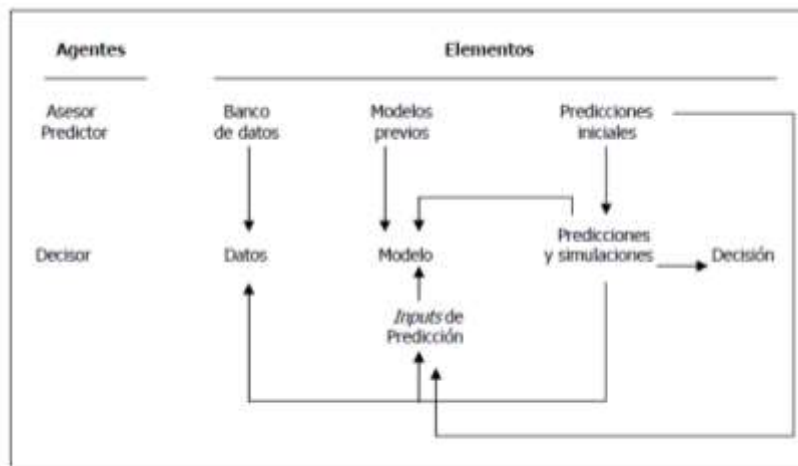 Agentes
Elementos
Asesor
Predictor
Banco
de datos
Modelos
previos
Predicciones
iniciales
Decisor
Datos
Modelo
Predicciones
y simulaciones
Decisión
Inputs de
Predicción